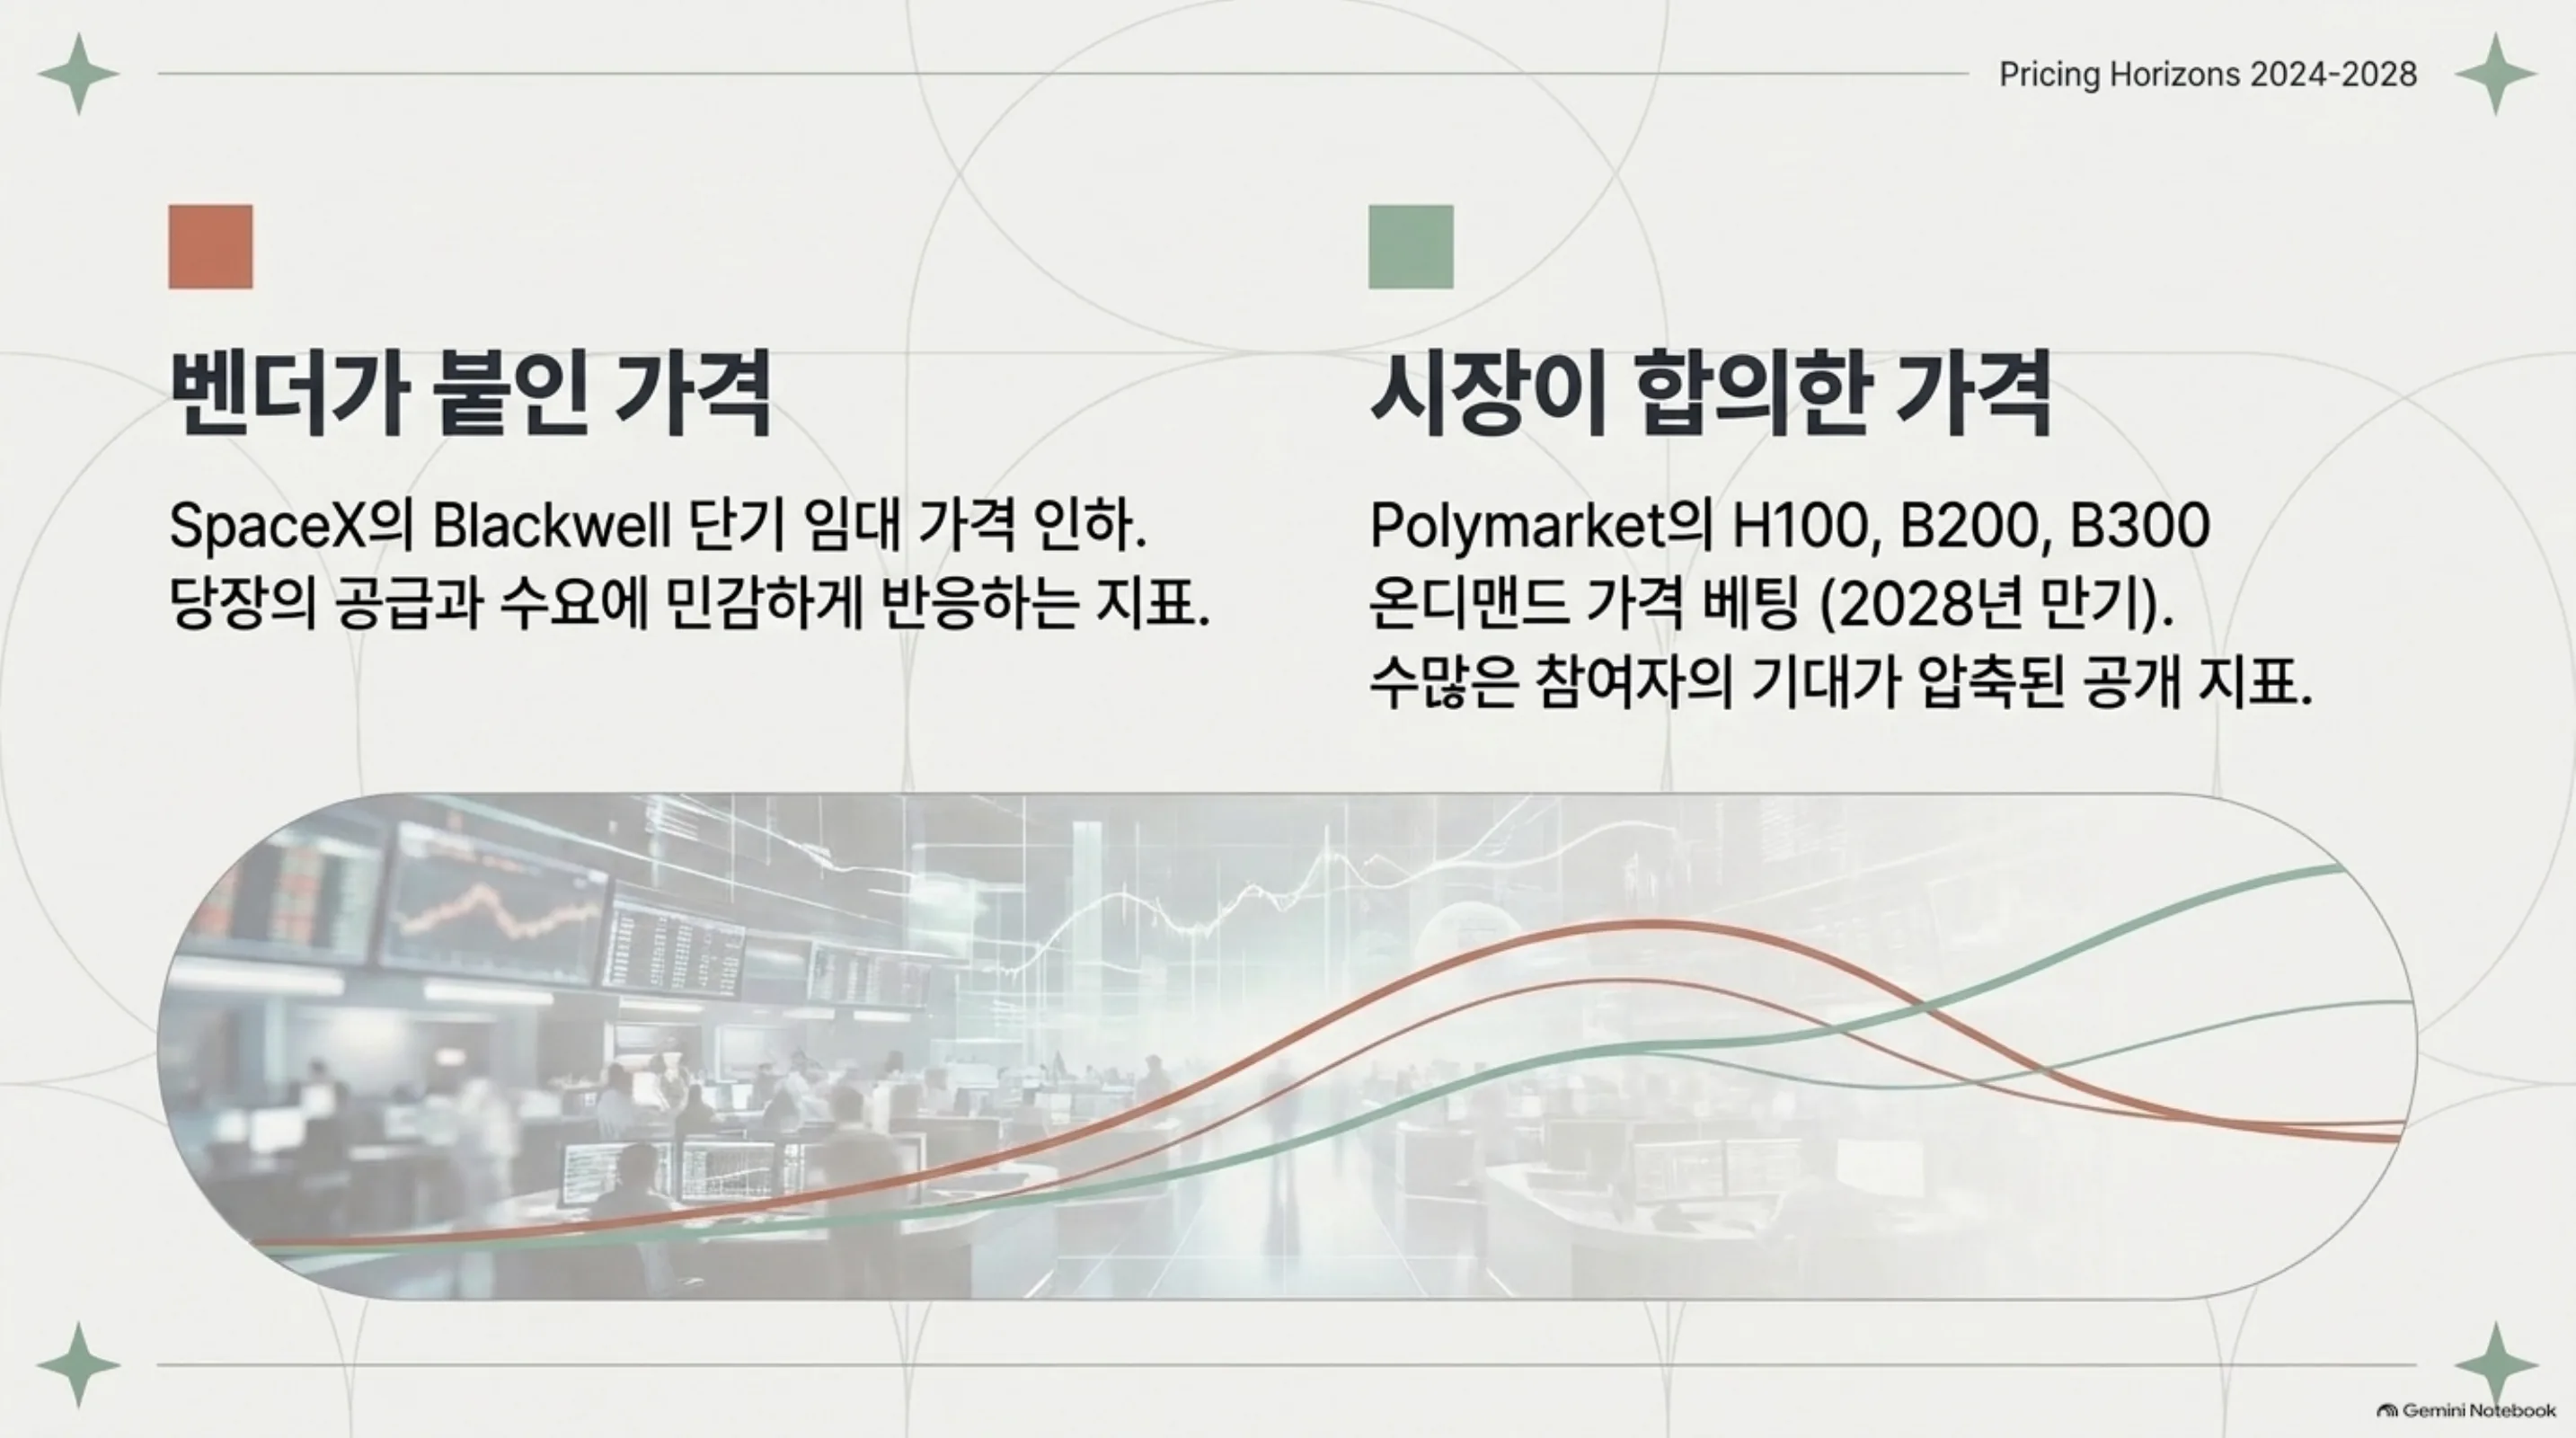 Pricing Horizons 2024-2028
벤더가 붙인 가격
SpaceX의 Blackwell 단기 임대 가격 인하.
당장의 공급과 수요에 민감하게 반응하는 지표.
시장이 합의한 가격
Polymarket의 H100, B200, B300
온디맨드 가격 베팅 (2028년 만기).
수많은 참여자의 기대가 압축된 공개 지표.
Gemini Notebook